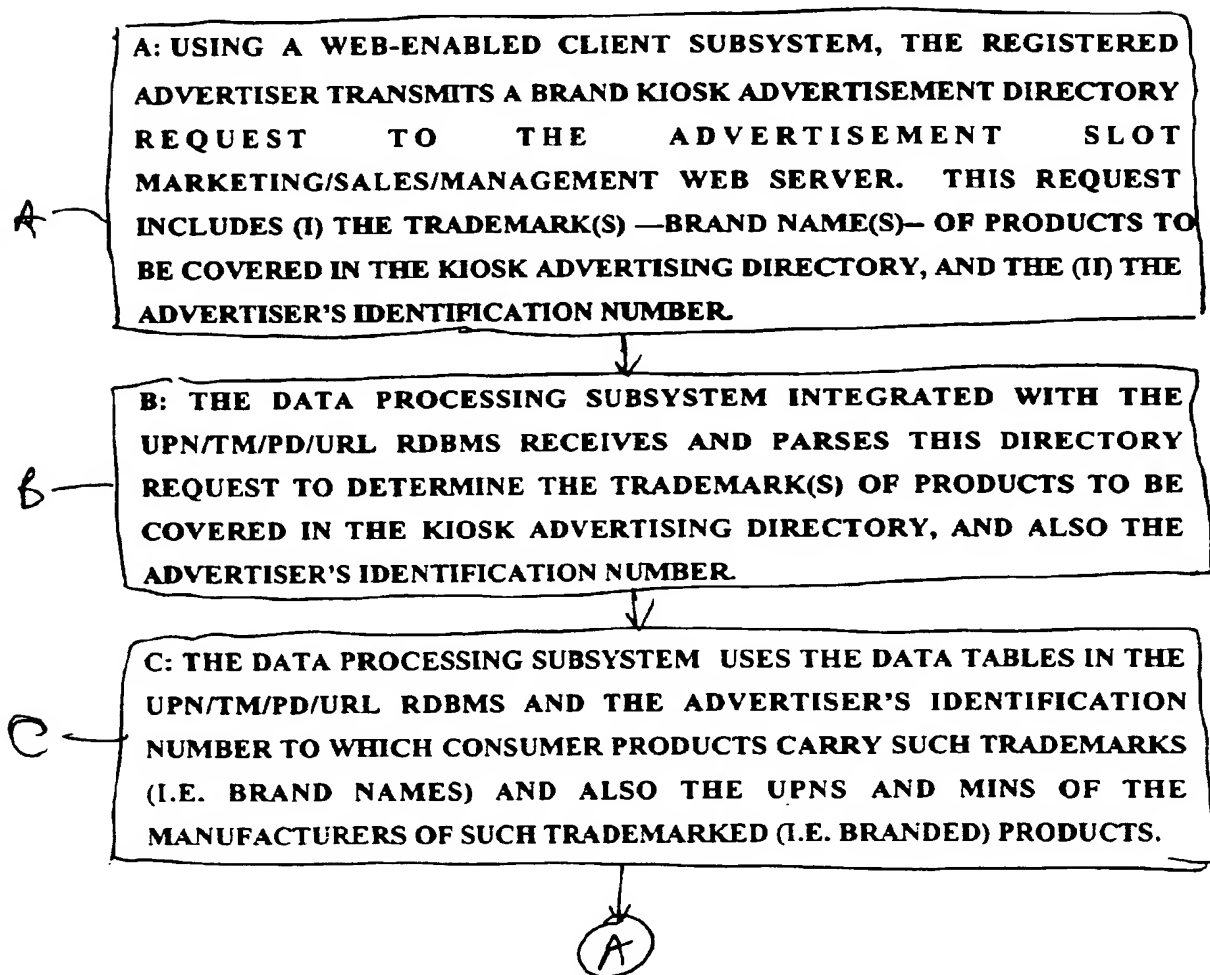 A: USING A WEB-ENABLED CLIENT SUBSYSTEM, THE REGISTERED
ADVERTISER TRANSMITS A BRAND KIOSK ADVERTISEMENT DIRECTORY
REQUEST TO THE ADVERTISEMENT SLOT
MARKETING/SALES/MANAGEMENT WEB SERVER. THIS REQUEST
INCLUDES (I) THE TRADEMARK(S) —BRAND NAME(S)– OF PRODUCTS TO
BE COVERED IN THE KIOSK ADVERTISING DIRECTORY, AND THE (II) THE
ADVERTISER'S IDENTIFICATION NUMBER.
A
B: THE DATA PROCESSING SUBSYSTEM INTEGRATED WITH THE
UPN/TM/PD/URL RDBMS RECEIVES AND PARSES THIS DIRECTORY
REQUEST TO DETERMINE THE TRADEMARK(S) OF PRODUCTS TO BE
COVERED IN THE KIOSK ADVERTISING DIRECTORY, AND ALSO THE
ADVERTISER'S IDENTIFICATION NUMBER.
B
C: THE DATA PROCESSING SUBSYSTEM USES THE DATA TABLES IN THE
UPN/TM/PD/URL RDBMS AND THE ADVERTISER'S IDENTIFICATION
NUMBER TO WHICH CONSUMER PRODUCTS CARRY SUCH TRADEMARKS
(I.E. BRAND NAMES) AND ALSO THE UPNS AND MINS OF THE
MANUFACTURERS OF SUCH TRADEMARKED (I.E. BRANDED) PRODUCTS.
C
A